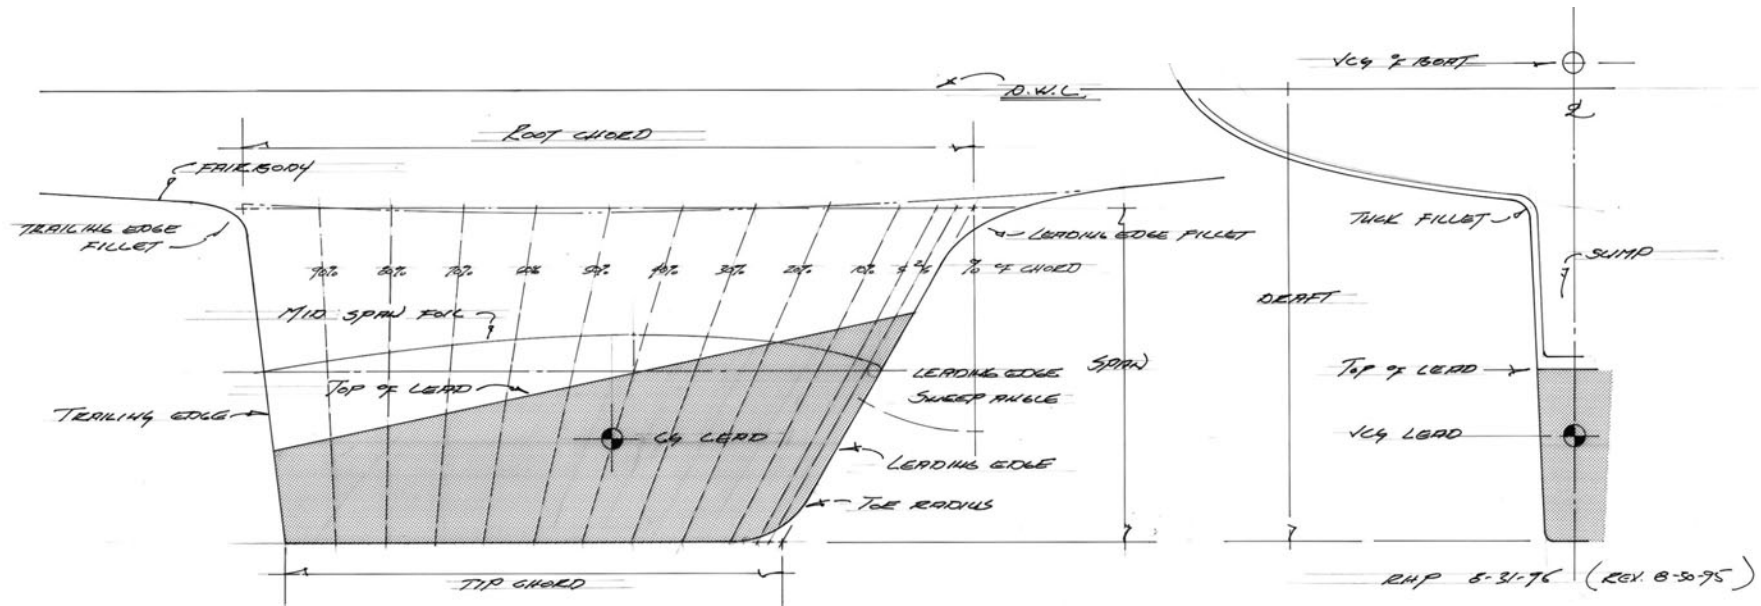 VCG of BOAT
D.W.L.
℄
ROOT CHORD
FAIRBODY
TRAILING EDGE
FILLET
TUCK FILLET
LEADING EDGE FILLET
SUMP
90% 80% 70% 60% 50% 40% 30% 20% 10% 5 2½ % of CHORD
DRAFT
MID SPAN FOIL
SPAN
TOP of LEAD
LEADING EDGE
SWEEP ANGLE
TOP of LEAD
TRAILING EDGE
CG LEAD
VCG LEAD
LEADING EDGE
TOE RADIUS
TIP CHORD
RHP 8-31-96 (REV. 8-30-95)